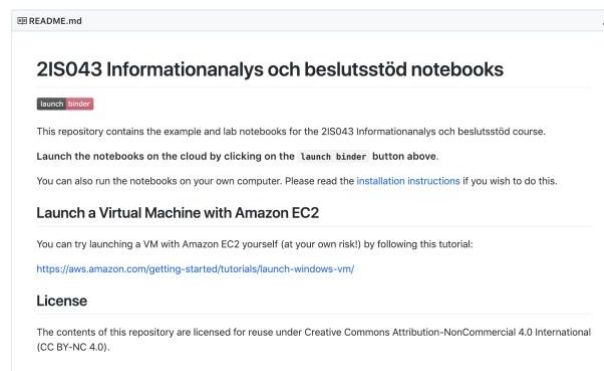 README.md
2IS043 Informationanalys och beslutsstöd notebooks
launch binder
This repository contains the example and lab notebooks for the 2IS043 Informationanalys och beslutsstöd course.
Launch the notebooks on the cloud by clicking on the launch binder button above.
You can also run the notebooks on your own computer. Please read the installation instructions if you wish to do this.
Launch a Virtual Machine with Amazon EC2
You can try launching a VM with Amazon EC2 yourself (at your own risk!) by following this tutorial:
https://aws.amazon.com/getting-started/tutorials/launch-windows-vm/
License
The contents of this repository are licensed for reuse under Creative Commons Attribution-NonCommercial 4.0 International
(CC BY-NC 4.0).